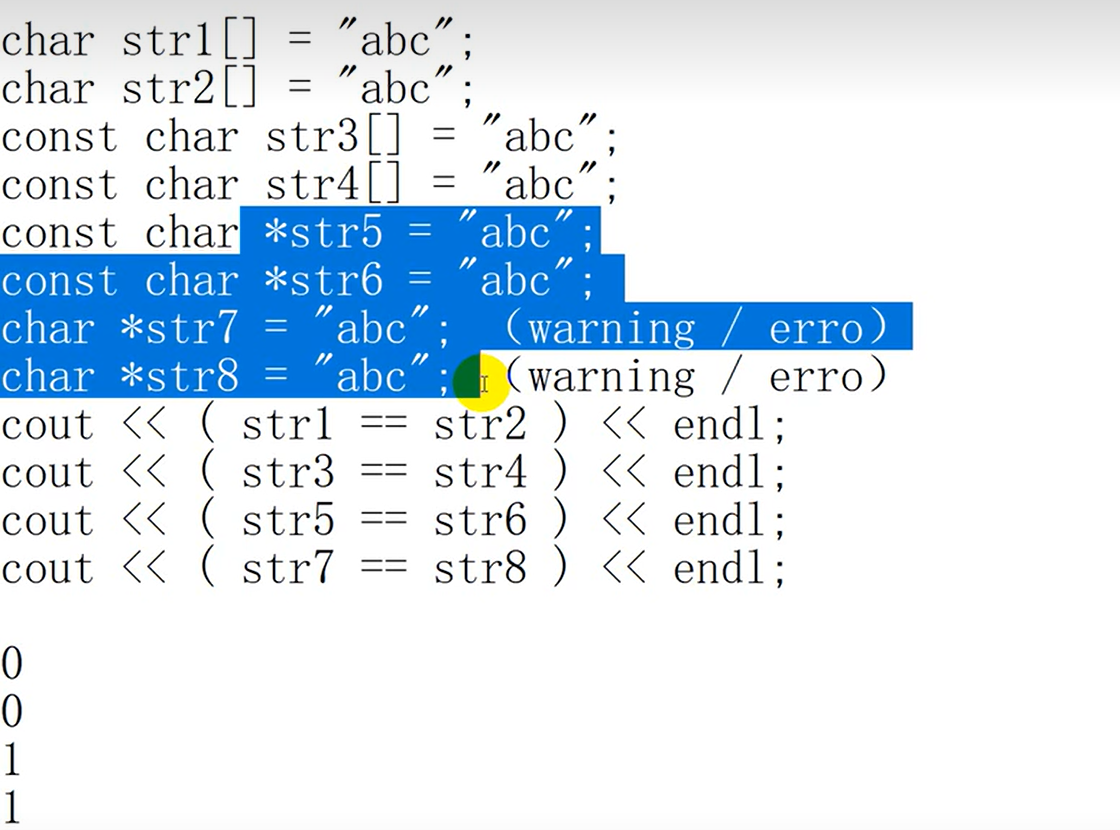 char str1[] = "abc";
char str2[] = "abc";
const char str3[] = "abc";
const char str4[] = "abc";
const char *str5 = "abc";
const char *str6 = "abc";
char *str7 = "abc";  (warning / erro)
char *str8 = "abc";  (warning / erro)
cout << ( str1 == str2 ) << endl;
cout << ( str3 == str4 ) << endl;
cout << ( str5 == str6 ) << endl;
cout << ( str7 == str8 ) << endl;
0
0
1
1